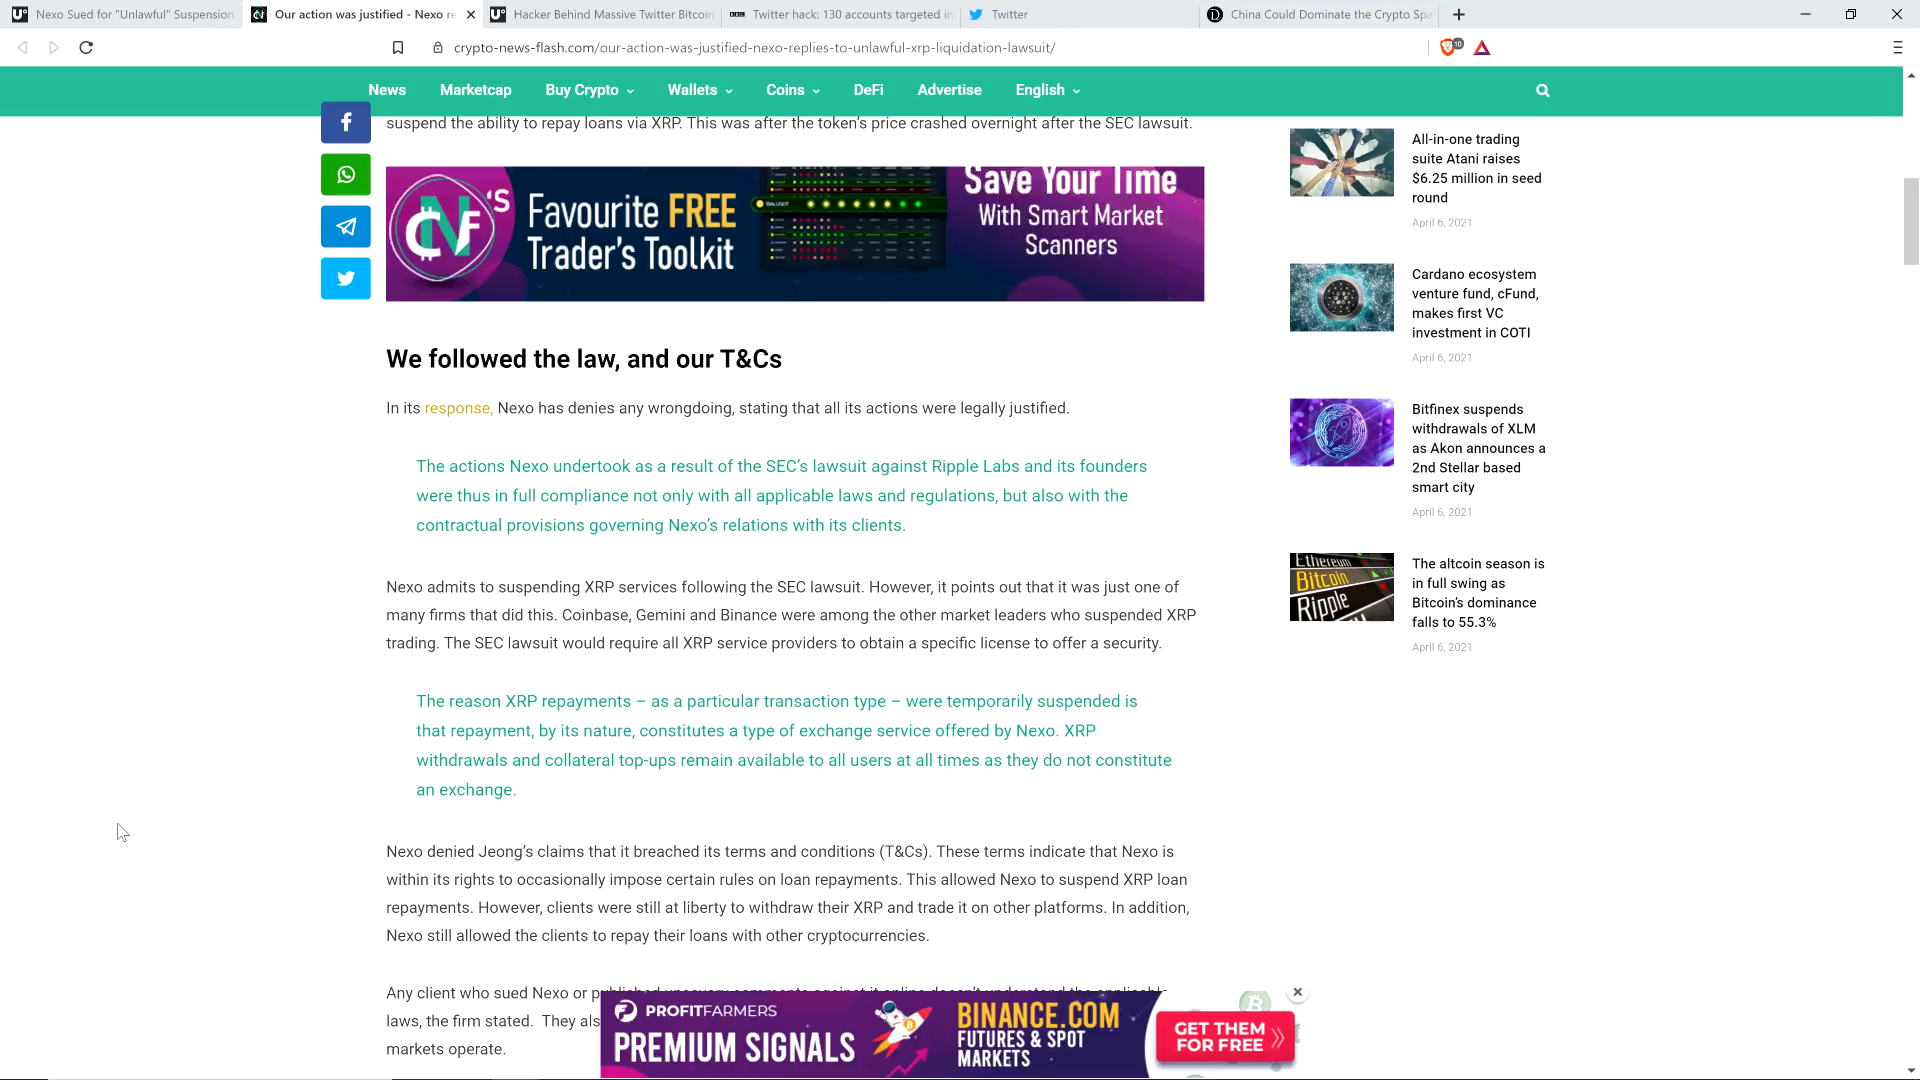 Nexo Sued for "Unlawful" Suspension
Our action was justified - Nexo re
Hacker Behind Massive Twitter Bitcoin
Twitter hack: 130 accounts targeted in
Twitter
China Could Dominate the Crypto Spa
crypto-news-flash.com/our-action-was-justified-nexo-replies-to-unlawful-xrp-liquidation-lawsuit/
10
News Marketcap Buy Crypto Wallets Coins DeFi Advertise English
suspend the ability to repay loans via XRP. This was after the token's price crashed overnight after the SEC lawsuit.
CNF'S
Favourite FREE
Trader's Toolkit
Save Your Time
With Smart Market
Scanners
We followed the law, and our T&Cs
In its response, Nexo has denies any wrongdoing, stating that all its actions were legally justified.
The actions Nexo undertook as a result of the SEC's lawsuit against Ripple Labs and its founders
were thus in full compliance not only with all applicable laws and regulations, but also with the
contractual provisions governing Nexo's relations with its clients.
Nexo admits to suspending XRP services following the SEC lawsuit. However, it points out that it was just one of
many firms that did this. Coinbase, Gemini and Binance were among the other market leaders who suspended XRP
trading. The SEC lawsuit would require all XRP service providers to obtain a specific license to offer a security.
The reason XRP repayments – as a particular transaction type – were temporarily suspended is
that repayment, by its nature, constitutes a type of exchange service offered by Nexo. XRP
withdrawals and collateral top-ups remain available to all users at all times as they do not constitute
an exchange.
Nexo denied Jeong's claims that it breached its terms and conditions (T&Cs). These terms indicate that Nexo is
within its rights to occasionally impose certain rules on loan repayments. This allowed Nexo to suspend XRP loan
repayments. However, clients were still at liberty to withdraw their XRP and trade it on other platforms. In addition,
Nexo still allowed the clients to repay their loans with other cryptocurrencies.
Any client who sued Nexo or
laws, the firm stated. They als
markets operate.
PROFITFARMERS
PREMIUM SIGNALS
BINANCE.COM
FUTURES & SPOT
MARKETS
GET THEM
FOR FREE
All-in-one trading
suite Atani raises
$6.25 million in seed
round
April 6, 2021
Cardano ecosystem
venture fund, cFund,
makes first VC
investment in COTI
April 6, 2021
Bitfinex suspends
withdrawals of XLM
as Akon announces a
2nd Stellar based
smart city
April 6, 2021
Ethereum
Bitcoin
Ripple
The altcoin season is
in full swing as
Bitcoin's dominance
falls to 55.3%
April 6, 2021